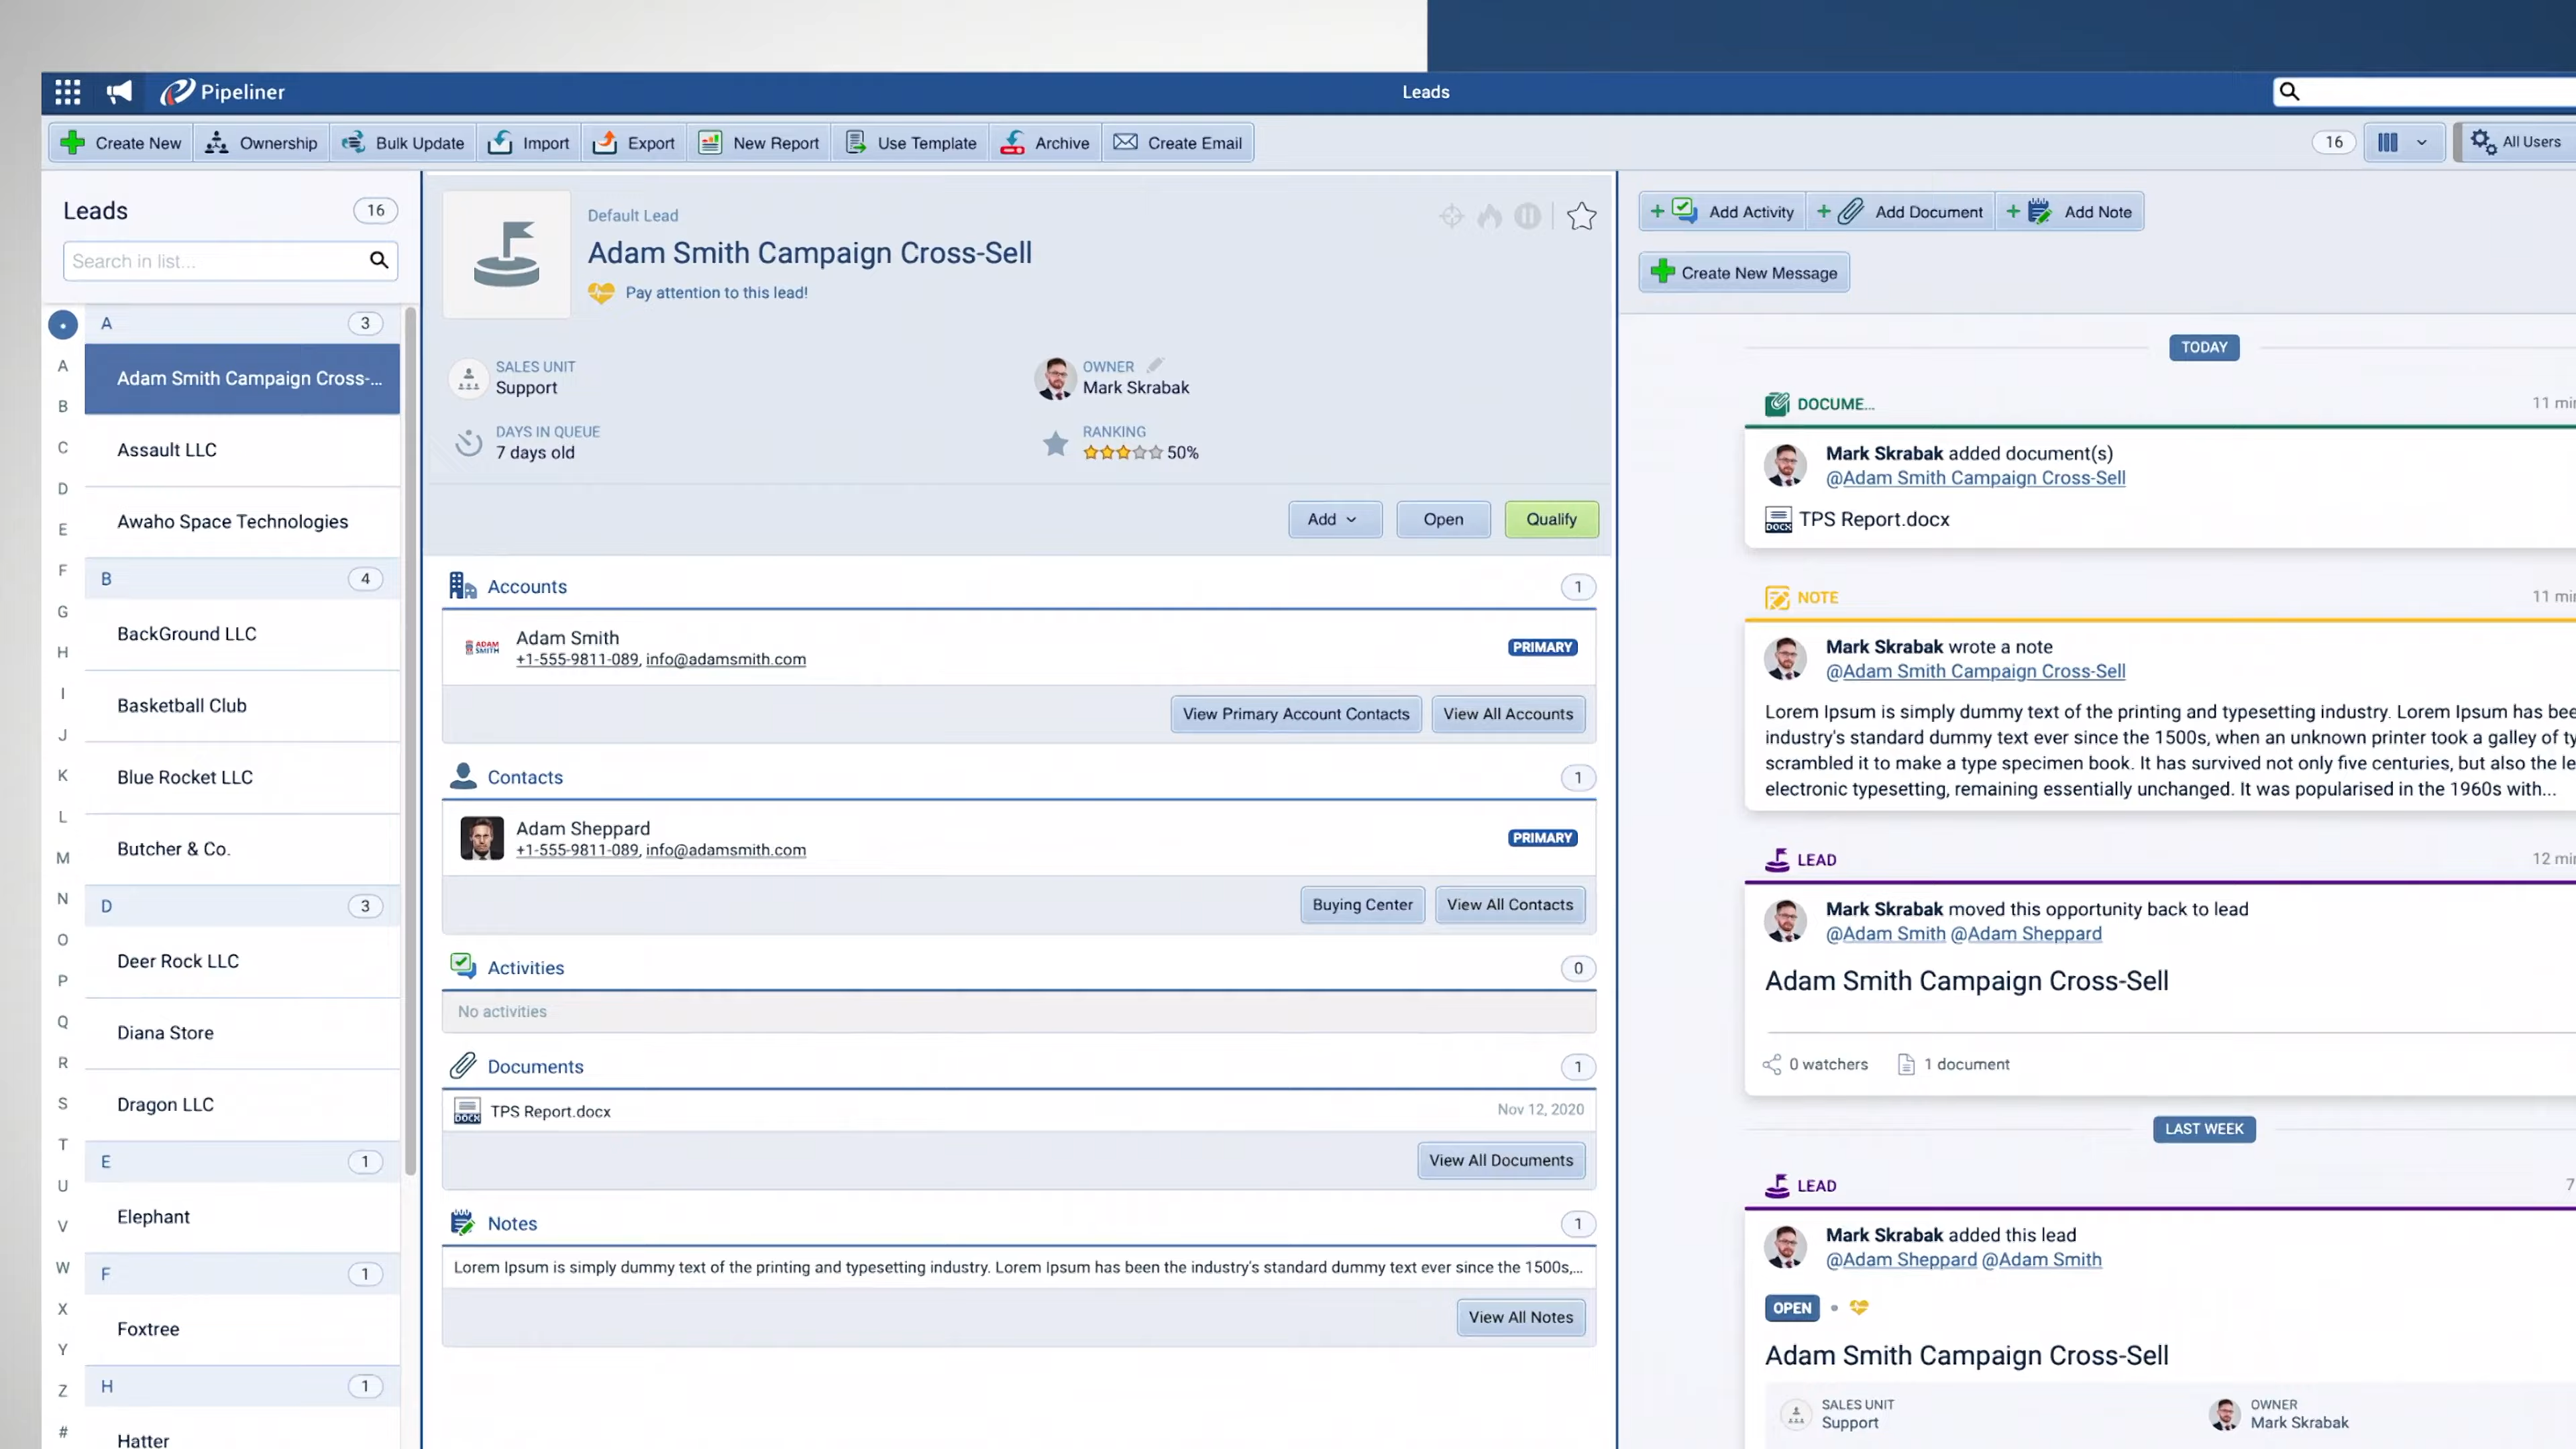 Pipeliner
Leads
Create New
Ownership
Bulk Update
Import
Export
New Report
Use Template
Archive
Create Email
16
All Users
Leads
16
Search in list...
A
B
C
D
E
F
G
H
I
J
K
L
M
N
O
P
Q
R
S
T
U
V
W
X
Y
Z
#
A 3
Adam Smith Campaign Cross-...
Assault LLC
Awaho Space Technologies
B 4
BackGround LLC
Basketball Club
Blue Rocket LLC
Butcher & Co.
D 3
Deer Rock LLC
Diana Store
Dragon LLC
E 1
Elephant
F 1
Foxtree
H 1
Hatter
Default Lead
Adam Smith Campaign Cross-Sell
Pay attention to this lead!
SALES UNIT
Support
OWNER
Mark Skrabak
DAYS IN QUEUE
7 days old
RANKING
50%
Add
Open
Qualify
Accounts 1
ADAM
SMITH
Adam Smith
+1-555-9811-089, info@adamsmith.com
PRIMARY
View Primary Account Contacts
View All Accounts
Contacts 1
Adam Sheppard
+1-555-9811-089, info@adamsmith.com
PRIMARY
Buying Center
View All Contacts
Activities 0
No activities
Documents 1
DOCX
TPS Report.docx
Nov 12, 2020
View All Documents
Notes 1
Lorem Ipsum is simply dummy text of the printing and typesetting industry. Lorem Ipsum has been the industry's standard dummy text ever since the 1500s,...
View All Notes
+ Add Activity
+ Add Document
+ Add Note
Create New Message
TODAY
DOCUME...
11 min
Mark Skrabak added document(s)
@Adam Smith Campaign Cross-Sell
DOCX
TPS Report.docx
NOTE
11 min
Mark Skrabak wrote a note
@Adam Smith Campaign Cross-Sell
Lorem Ipsum is simply dummy text of the printing and typesetting industry. Lorem Ipsum has bee
industry's standard dummy text ever since the 1500s, when an unknown printer took a galley of ty
scrambled it to make a type specimen book. It has survived not only five centuries, but also the le
electronic typesetting, remaining essentially unchanged. It was popularised in the 1960s with...
LEAD
12 min
Mark Skrabak moved this opportunity back to lead
@Adam Smith @Adam Sheppard
Adam Smith Campaign Cross-Sell
0 watchers
1 document
LAST WEEK
LEAD
7
Mark Skrabak added this lead
@Adam Sheppard @Adam Smith
OPEN
Adam Smith Campaign Cross-Sell
SALES UNIT
Support
OWNER
Mark Skrabak